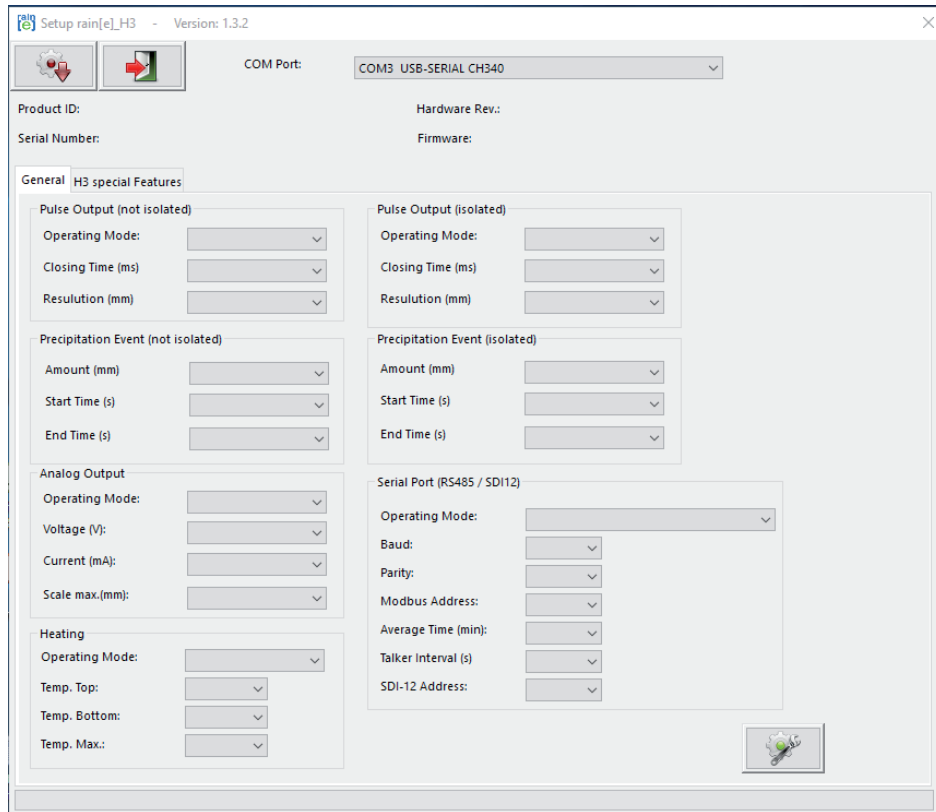 rain [e] Setup rain[e]_H3 - Version: 1.3.2
COM Port: COM3 USB-SERIAL CH340
Product ID: Hardware Rev.:
Serial Number: Firmware:
General H3 special Features
Pulse Output (not isolated)
Operating Mode:
Closing Time (ms)
Resulution (mm)
Pulse Output (isolated)
Operating Mode:
Closing Time (ms)
Resulution (mm)
Precipitation Event (not isolated)
Amount (mm)
Start Time (s)
End Time (s)
Precipitation Event (isolated)
Amount (mm)
Start Time (s)
End Time (s)
Analog Output
Operating Mode:
Voltage (V):
Current (mA):
Scale max.(mm):
Serial Port (RS485 / SDI12)
Operating Mode:
Baud:
Parity:
Modbus Address:
Average Time (min):
Talker Interval (s)
SDI-12 Address:
Heating
Operating Mode:
Temp. Top:
Temp. Bottom:
Temp. Max.: